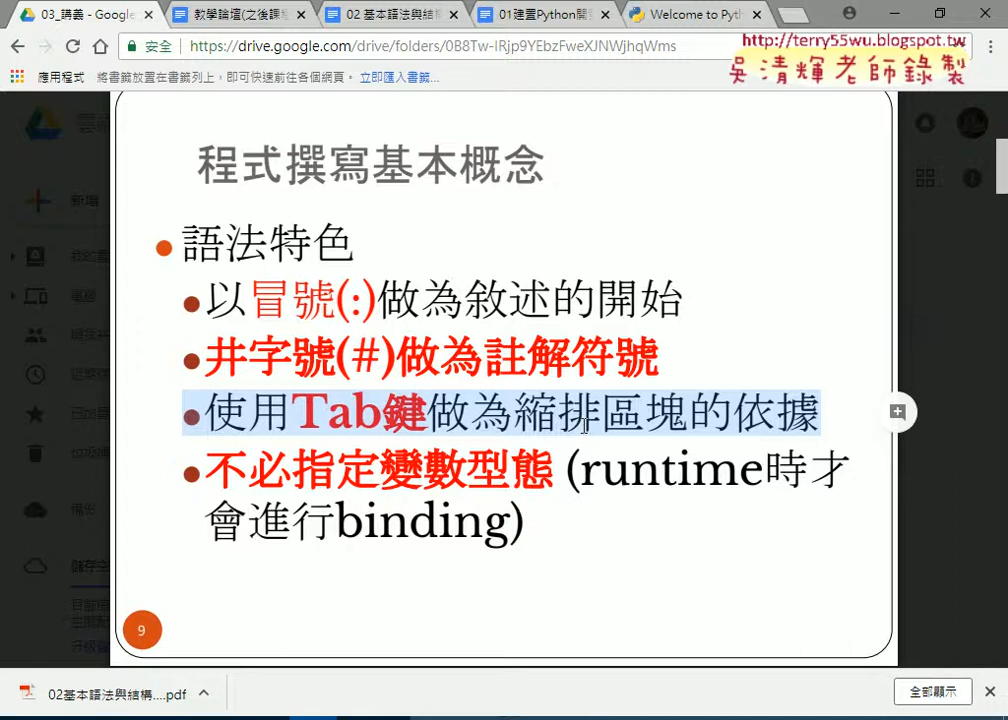 03_講義 - Google
教學論壇(之後課程
02 基本語法與結構
01建置Python開發
Welcome to Pyth
安全
https://drive.google.com/drive/folders/0B8Tw-IRjp9YEbzFweXJNWjhqQWms
http://terry55wu.blogspot.tw
吳清輝老師錄製
應用程式
將書籤放置在書籤列上，即可快速前往各個網頁。
立即匯入書籤...
新增
程式撰寫基本概念
語法特色
以冒號(:)做為敘述的開始
井字號(#)做為註解符號
使用Tab鍵做為縮排區塊的依據
不必指定變數型態 (runtime時才
會進行binding)
9
02基本語法與結構....pdf
全部顯示